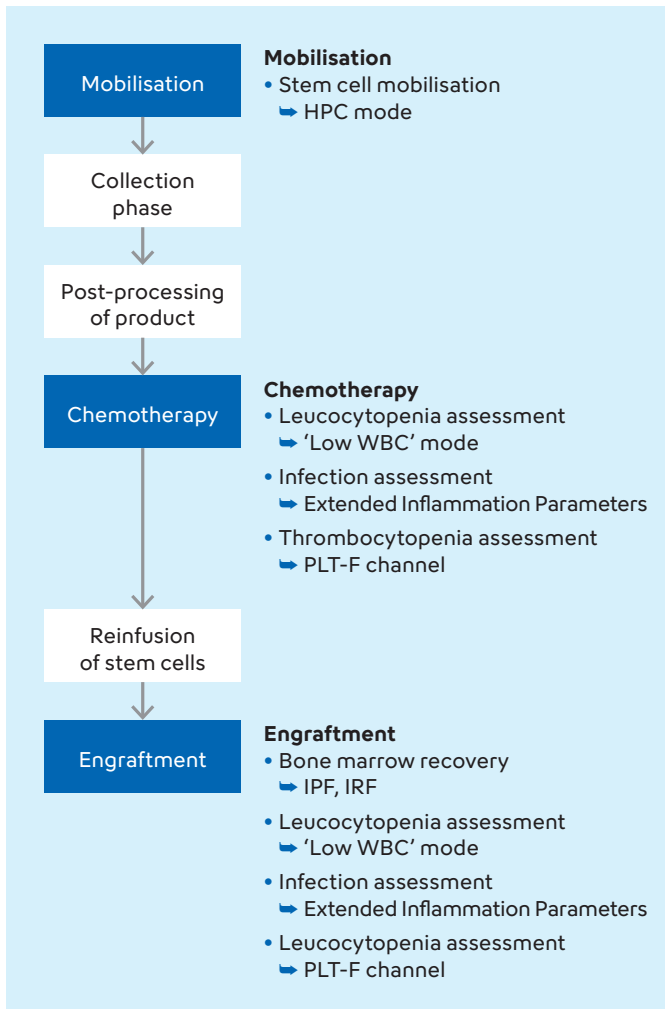 Mobilisation
Mobilisation
• Stem cell mobilisation
➥ HPC mode
Collection
phase
Post-processing
of product
Chemotherapy
Chemotherapy
• Leucocytopenia assessment
➥ ‘Low WBC’ mode
• Infection assessment
➥ Extended Inflammation Parameters
• Thrombocytopenia assessment
➥ PLT-F channel
Reinfusion
of stem cells
Engraftment
Engraftment
• Bone marrow recovery
➥ IPF, IRF
• Leucocytopenia assessment
➥ ‘Low WBC’ mode
• Infection assessment
➥ Extended Inflammation Parameters
• Leucocytopenia assessment
➥ PLT-F channel